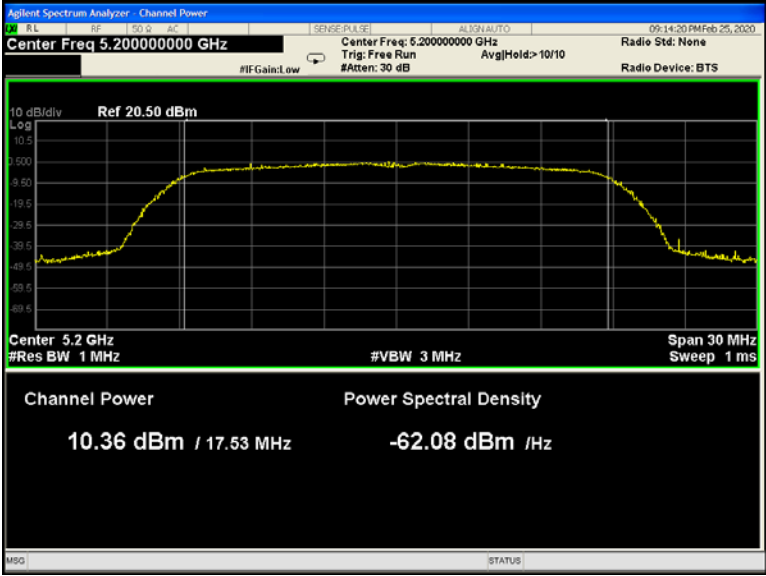 Agilent Spectrum Analyzer - Channel Power
RL RF 50 Ω AC SENSE:PULSE ALIGNAUTO 09:14:20 PM Feb 25, 2020
Center Freq 5.200000000 GHz Center Freq: 5.200000000 GHz Radio Std: None
Trig: Free Run Avg|Hold:> 10/10
#IFGain:Low #Atten: 30 dB Radio Device: BTS
10 dB/div Ref 20.50 dBm
Log
10.5
0.500
-9.50
-19.5
-29.5
-39.5
-49.5
-59.5
-69.5
Center 5.2 GHz Span 30 MHz
#Res BW 1 MHz #VBW 3 MHz Sweep 1 ms
Channel Power Power Spectral Density
10.36 dBm / 17.53 MHz -62.08 dBm /Hz
MSG STATUS